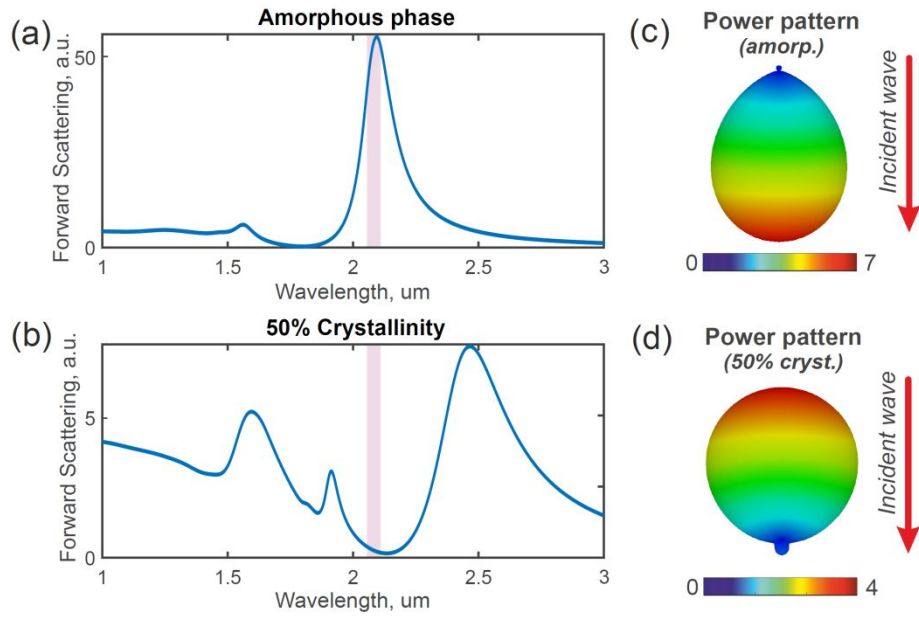 (a)
Amorphous phase
Forward Scattering, a.u.
50
0
1
1.5
2
2.5
3
Wavelength, um
(b)
50% Crystallinity
Forward Scattering, a.u.
5
0
1
1.5
2
2.5
3
Wavelength, um
(c)
Power pattern
(amorp.)
Incident wave
0
7
(d)
Power pattern
(50% cryst.)
Incident wave
0
4